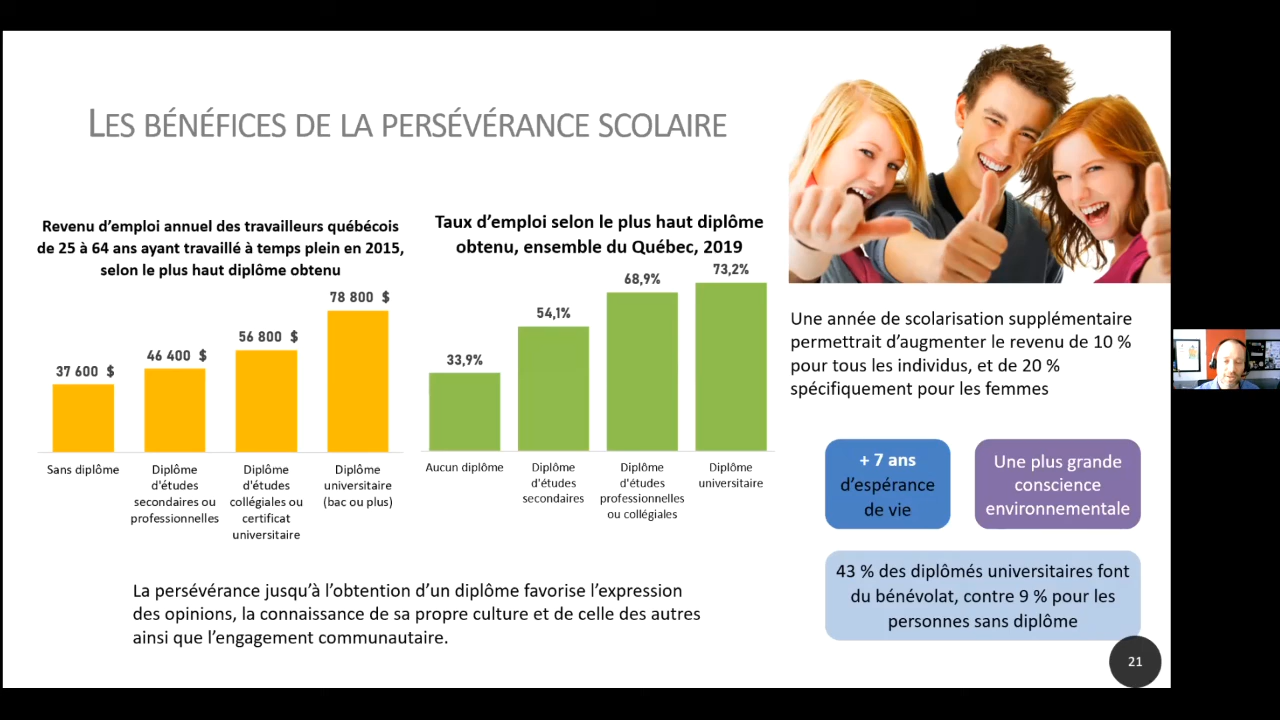 LES BÉNÉFICES DE LA PERSÉVÉRANCE SCOLAIRE
Revenu d'emploi annuel des travailleurs québécois
de 25 à 64 ans ayant travaillé à temps plein en 2015,
selon le plus haut diplôme obtenu
37 600 $
46 400 $
56 800 $
78 800 $
Sans diplôme
Diplôme
d'études
secondaires ou
professionnelles
Diplôme
d'études
collégiales ou
certificat
universitaire
Diplôme
universitaire
(bac ou plus)
Taux d'emploi selon le plus haut diplôme
obtenu, ensemble du Québec, 2019
33,9%
54,1%
68,9%
73,2%
Aucun diplôme
Diplôme
d'études
secondaires
Diplôme
d'études
professionnelles
ou collégiales
Diplôme
universitaire
Une année de scolarisation supplémentaire
permettrait d'augmenter le revenu de 10 %
pour tous les individus, et de 20 %
spécifiquement pour les femmes
+ 7 ans
d'espérance
de vie
Une plus grande
conscience
environnementale
43 % des diplômés universitaires font
du bénévolat, contre 9 % pour les
personnes sans diplôme
La persévérance jusqu'à l'obtention d'un diplôme favorise l'expression
des opinions, la connaissance de sa propre culture et de celle des autres
ainsi que l'engagement communautaire.
21